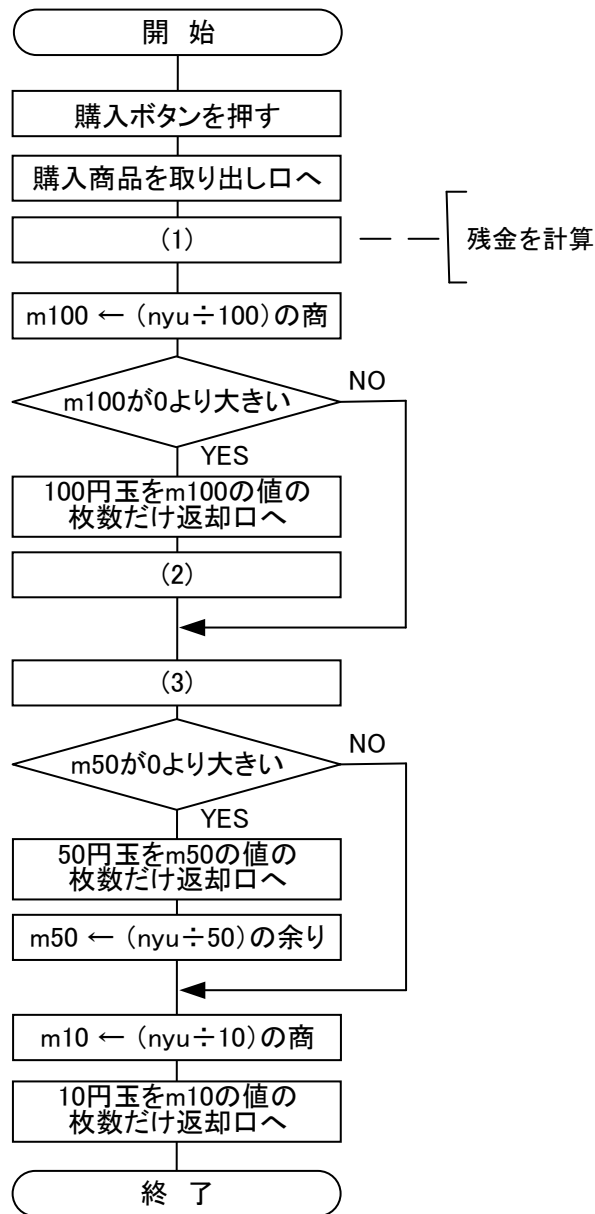 開 始
購入ボタンを押す
購入商品を取り出し口へ
(1)
残金を計算
m100 ← (nyu÷100)の商
m100が0より大きい
NO
YES
100円玉をm100の値の
枚数だけ返却口へ
(2)
(3)
m50が0より大きい
NO
YES
50円玉をm50の値の
枚数だけ返却口へ
m50 ← (nyu÷50)の余り
m10 ← (nyu÷10)の商
10円玉をm10の値の
枚数だけ返却口へ
終 了